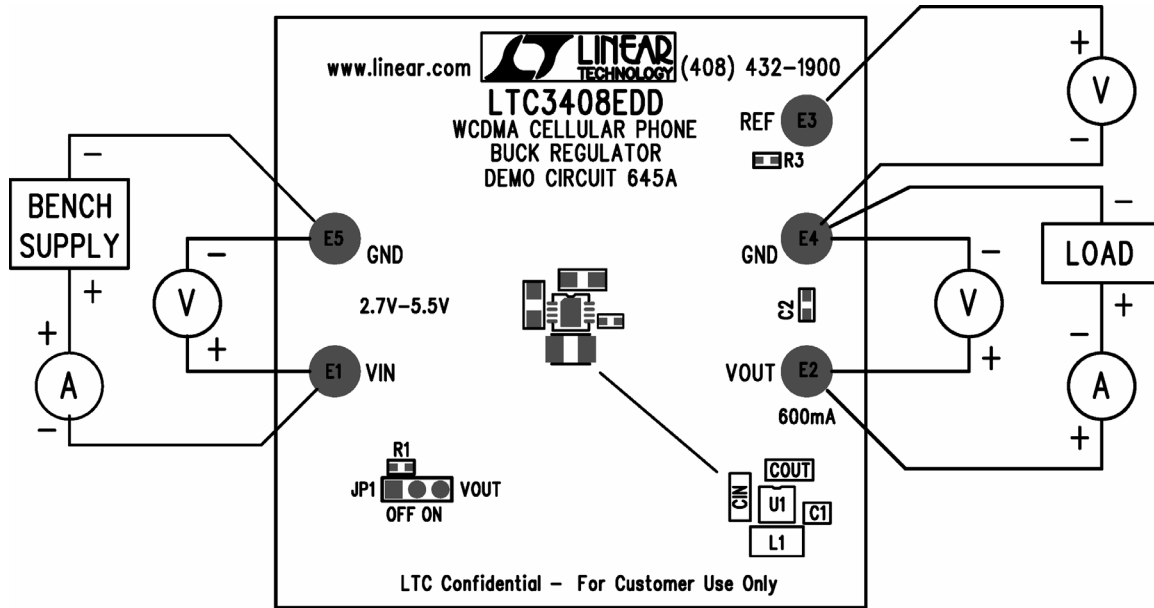 www.linear.com LINEAR TECHNOLOGY (408) 432-1900
LTC3408EDD
WCDMA CELLULAR PHONE
BUCK REGULATOR
DEMO CIRCUIT 645A
REF E3
R3
+
V
-
-
BENCH
SUPPLY
+
+
A
-
-
V
+
E5
GND
2.7V-5.5V
E1 VIN
E4
GND
C2
VOUT E2
600mA
-
V
+
-
LOAD
+
-
A
+
R1
JP1 VOUT
OFF ON
COUT
CIN
U1
C1
L1
LTC Confidential - For Customer Use Only